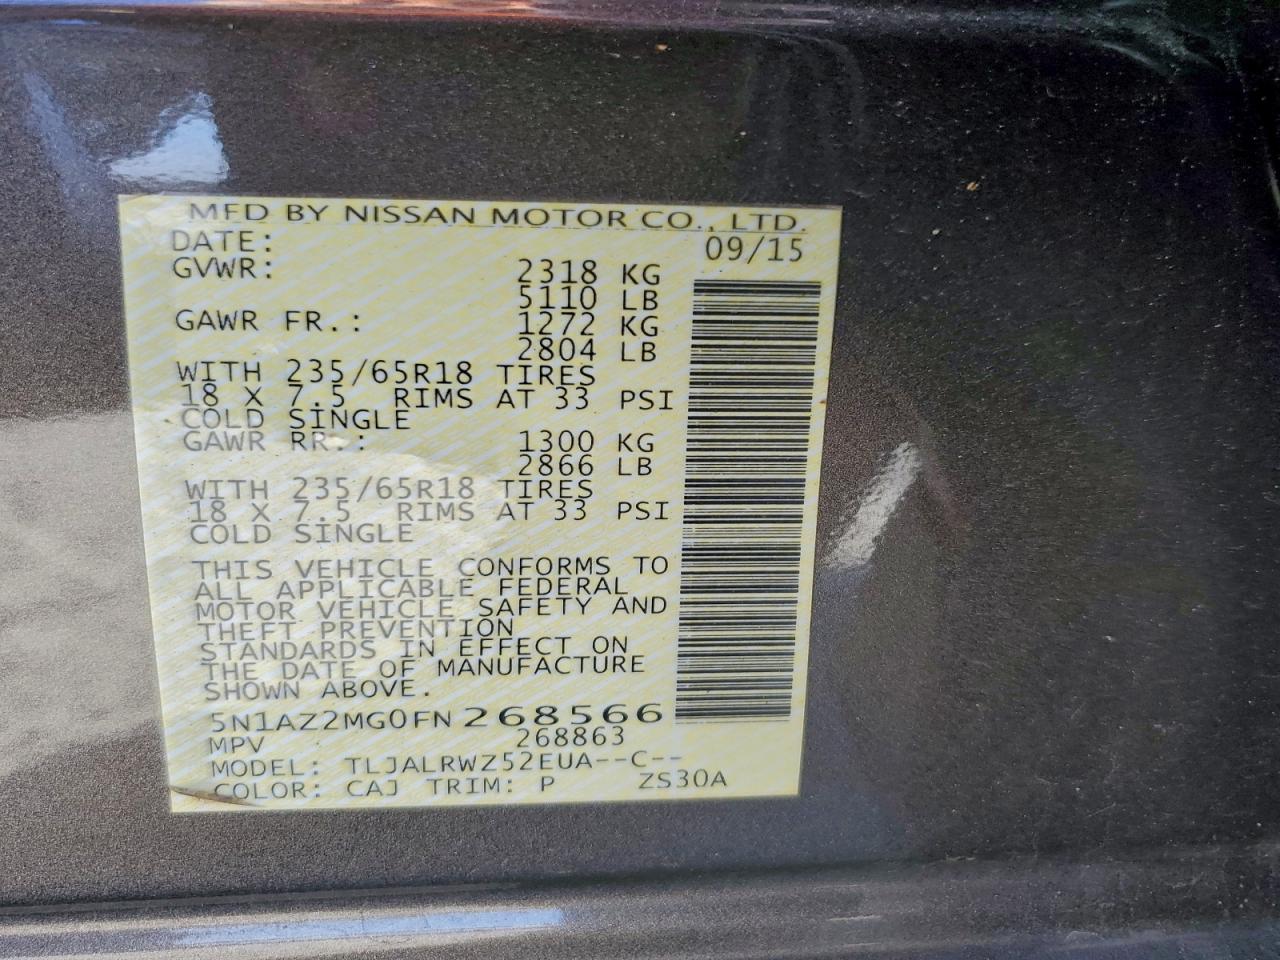 MFD BY NISSAN MOTOR CO., LTD.
DATE: 09/15
GVWR: 2318 KG
5110 LB
GAWR FR.: 1272 KG
2804 LB
WITH 235/65R18 TIRES
18 X 7.5 RIMS AT 33 PSI
COLD SINGLE
GAWR RR.: 1300 KG
2866 LB
WITH 235/65R18 TIRES
18 X 7.5 RIMS AT 33 PSI
COLD SINGLE
THIS VEHICLE CONFORMS TO
ALL APPLICABLE FEDERAL
MOTOR VEHICLE SAFETY AND
THEFT PREVENTION
STANDARDS IN EFFECT ON
THE DATE OF MANUFACTURE
SHOWN ABOVE.
5N1AZ2MG0FN268566
MPV 268863
MODEL: TLJALRWZ52EUA--C--
COLOR: CAJ TRIM: P ZS30A